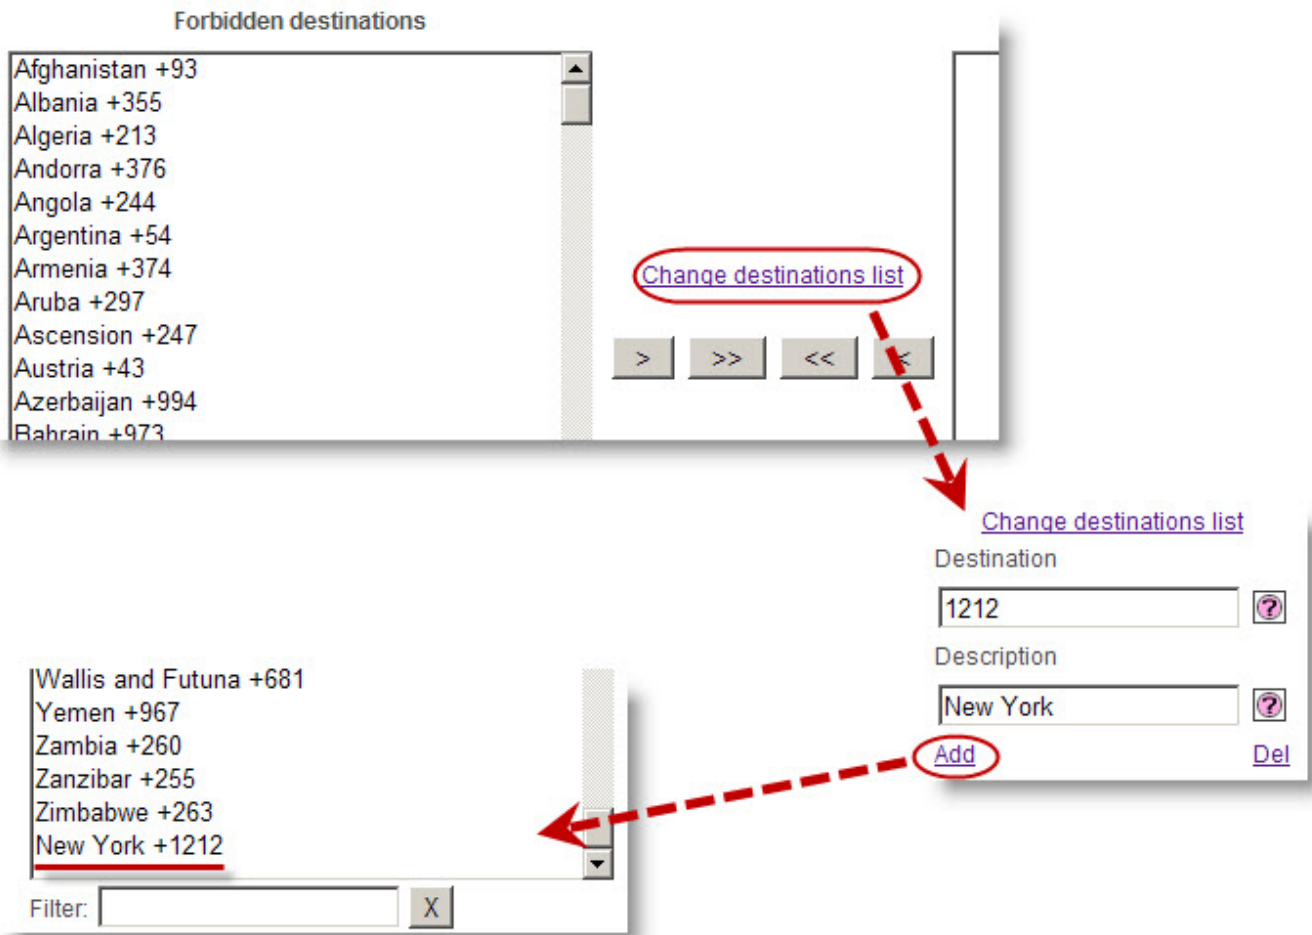 Forbidden destinations
Afghanistan +93
Albania +355
Algeria +213
Andorra +376
Angola +244
Argentina +54
Armenia +374
Aruba +297
Ascension +247
Austria +43
Azerbaijan +994
Bahrain +973
Change destinations list
> >> << <
Change destinations list
Destination
1212 ?
Description
New York ?
Add Del
Wallis and Futuna +681
Yemen +967
Zambia +260
Zanzibar +255
Zimbabwe +263
New York +1212
Filter: X